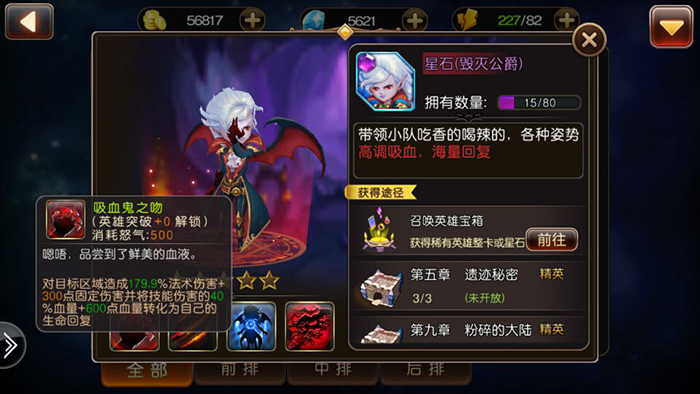 56817
5621
227/82
星石(毁灭公爵)
拥有数量:
15/80
带领小队吃香的喝辣的，各种姿势
高调吸血，海量回复
获得途径
召唤英雄宝箱
获得稀有英雄整卡或星石
前往
第五章 遗迹秘密 精英
3/3 (未开放)
第九章 粉碎的大陆 精英
吸血鬼之吻
(英雄突破+0 解锁)
消耗怒气:500
嗯唔，品尝到了鲜美的血液。
对目标区域造成179.9%法术伤害+
300点固定伤害并将技能伤害的40
%血量+600点血量转化为自己的
生命回复
全部
前排
中排
后排